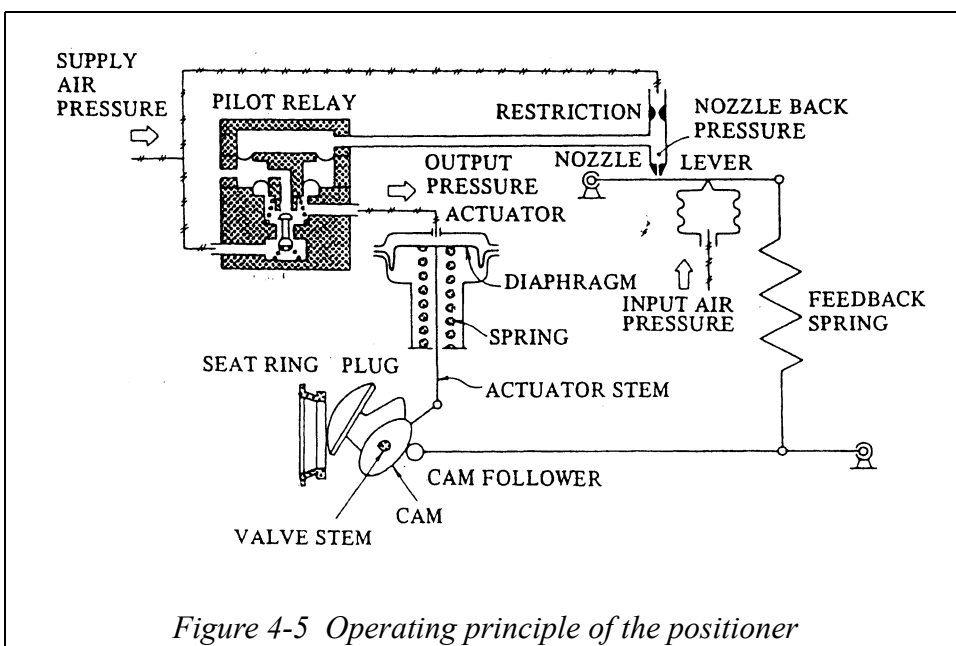 SUPPLY
AIR
PRESSURE
PILOT RELAY
RESTRICTION
NOZZLE BACK
PRESSURE
NOZZLE
LEVER
OUTPUT
PRESSURE
ACTUATOR
DIAPHRAGM
INPUT AIR
PRESSURE
FEEDBACK
SPRING
SPRING
SEAT RING
PLUG
ACTUATOR STEM
CAM FOLLOWER
CAM
VALVE STEM
Figure 4-5 Operating principle of the positioner